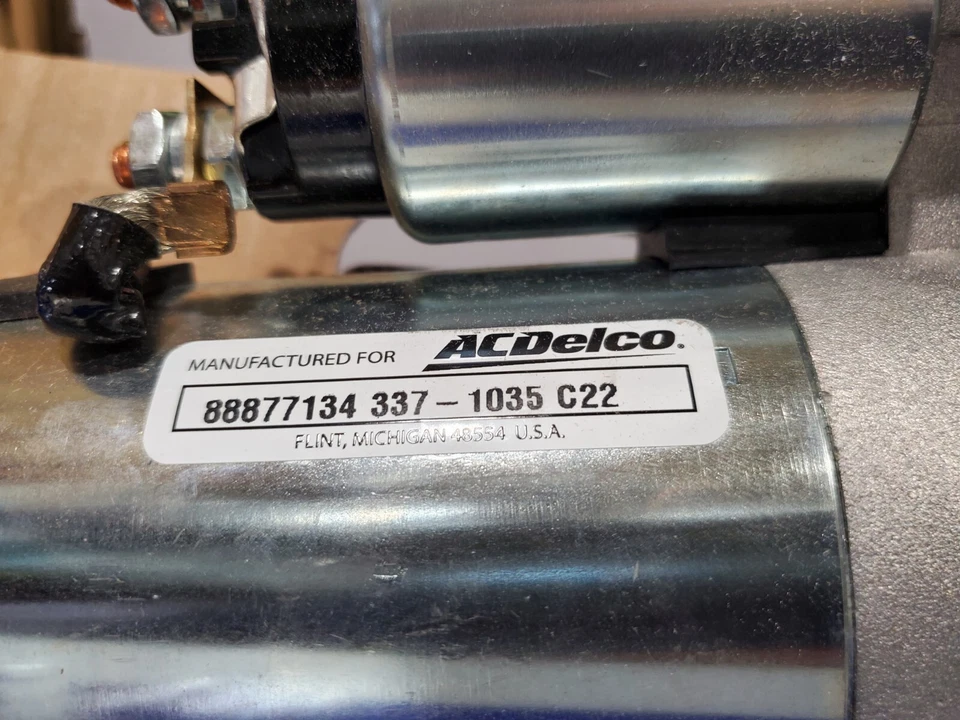 MANUFACTURED FOR ACDelco.
88877134 337-1035 C22
FLINT, MICHIGAN 48554 U.S.A.